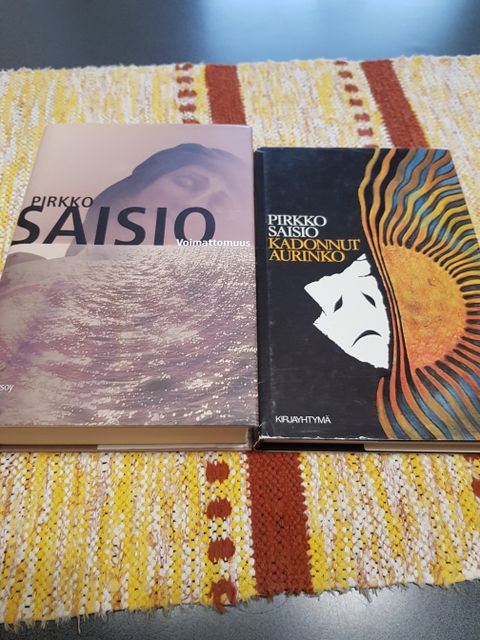 PIRKKO
SAISIO
Voimattomuus
WSOY
PIRKKO
SAISIO
KADONNUT
AURINKO
KIRJAYHTYMÄ